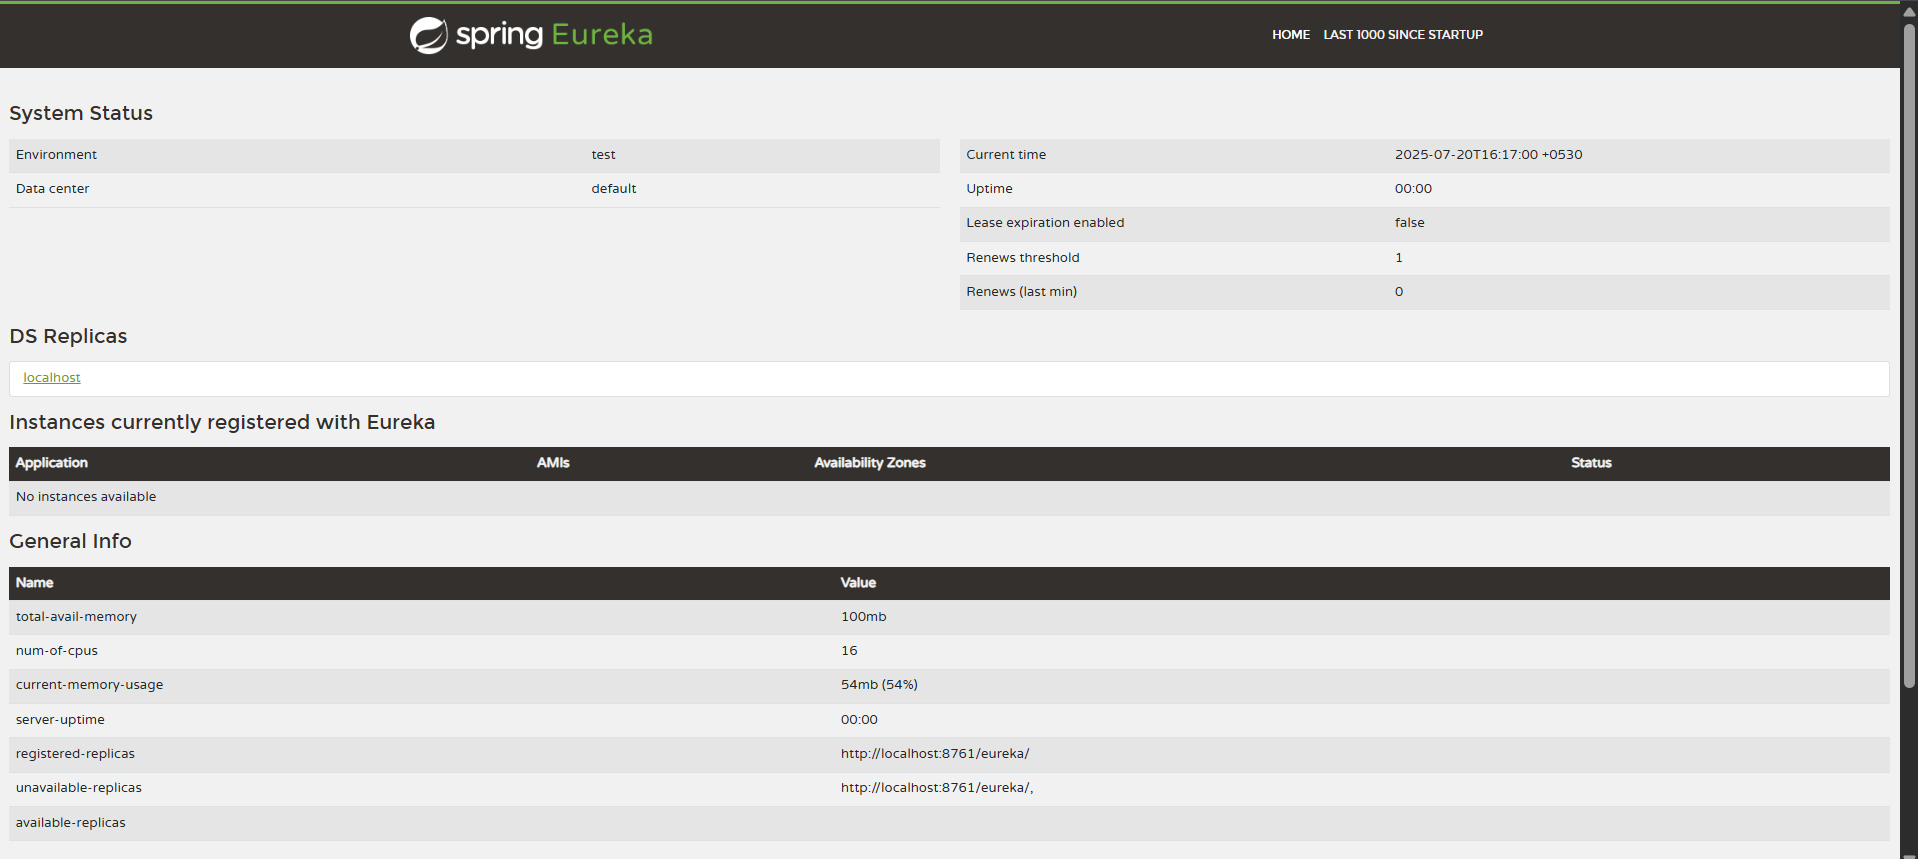 spring Eureka
HOME LAST 1000 SINCE STARTUP
System Status
Environment test
Data center default
Current time 2025-07-20T16:17:00 +0530
Uptime 00:00
Lease expiration enabled false
Renews threshold 1
Renews (last min) 0
DS Replicas
localhost
Instances currently registered with Eureka
Application AMIs Availability Zones Status
No instances available
General Info
Name Value
total-avail-memory 100mb
num-of-cpus 16
current-memory-usage 54mb (54%)
server-uptime 00:00
registered-replicas http://localhost:8761/eureka/
unavailable-replicas http://localhost:8761/eureka/,
available-replicas